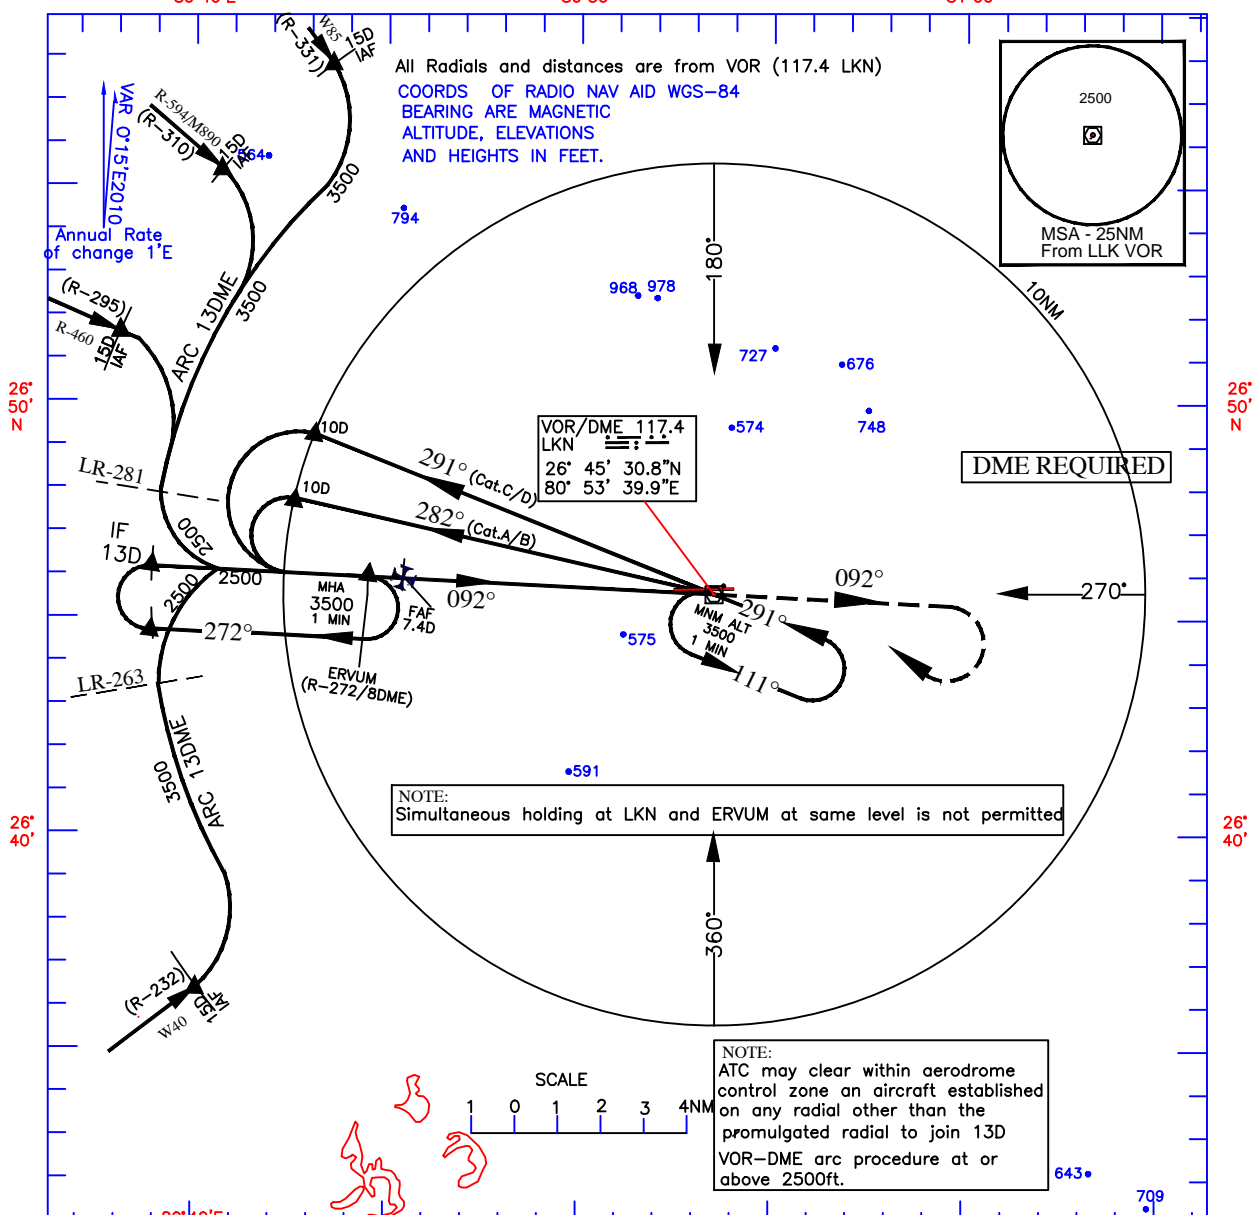 W85
(R-331)
15D
IAF
All Radials and distances are from VOR (117.4 LKN)
COORDS OF RADIO NAV AID WGS-84
BEARING ARE MAGNETIC
ALTITUDE, ELEVATIONS
AND HEIGHTS IN FEET.
2500
MSA - 25NM
From LLK VOR
VAR 0°15'E2010
Annual Rate
of change 1'E
R-594/M890
(R-310)
15D
IAF
564
3500
794
180°
968
978
10NM
(R-295)
R-460
15D
IAF
ARC 13DME
3500
727
676
26°
50'
N
26°
50'
N
10D
VOR/DME 117.4
LKN
26° 45' 30.8"N
80° 53' 39.9"E
574
748
DME REQUIRED
LR-281
291° (Cat.C/D)
10D
282° (Cat.A/B)
IF
13D
2500
2500
2500
MHA
3500
1 MIN
092°
FAF
7.4D
092°
270°
272°
MNM ALT
3500
1 MIN
291°
111°
575
ERVUM
(R-272/8DME)
LR-263
3500
ARC 13DME
591
NOTE:
Simultaneous holding at LKN and ERVUM at same level is not permitted
26°
40'
26°
40'
360°
(R-232)
15D
IAF
W40
NOTE:
ATC may clear within aerodrome
control zone an aircraft established
on any radial other than the
promulgated radial to join 13D
VOR-DME arc procedure at or
above 2500ft.
SCALE
1 0 1 2 3 4NM
643
709